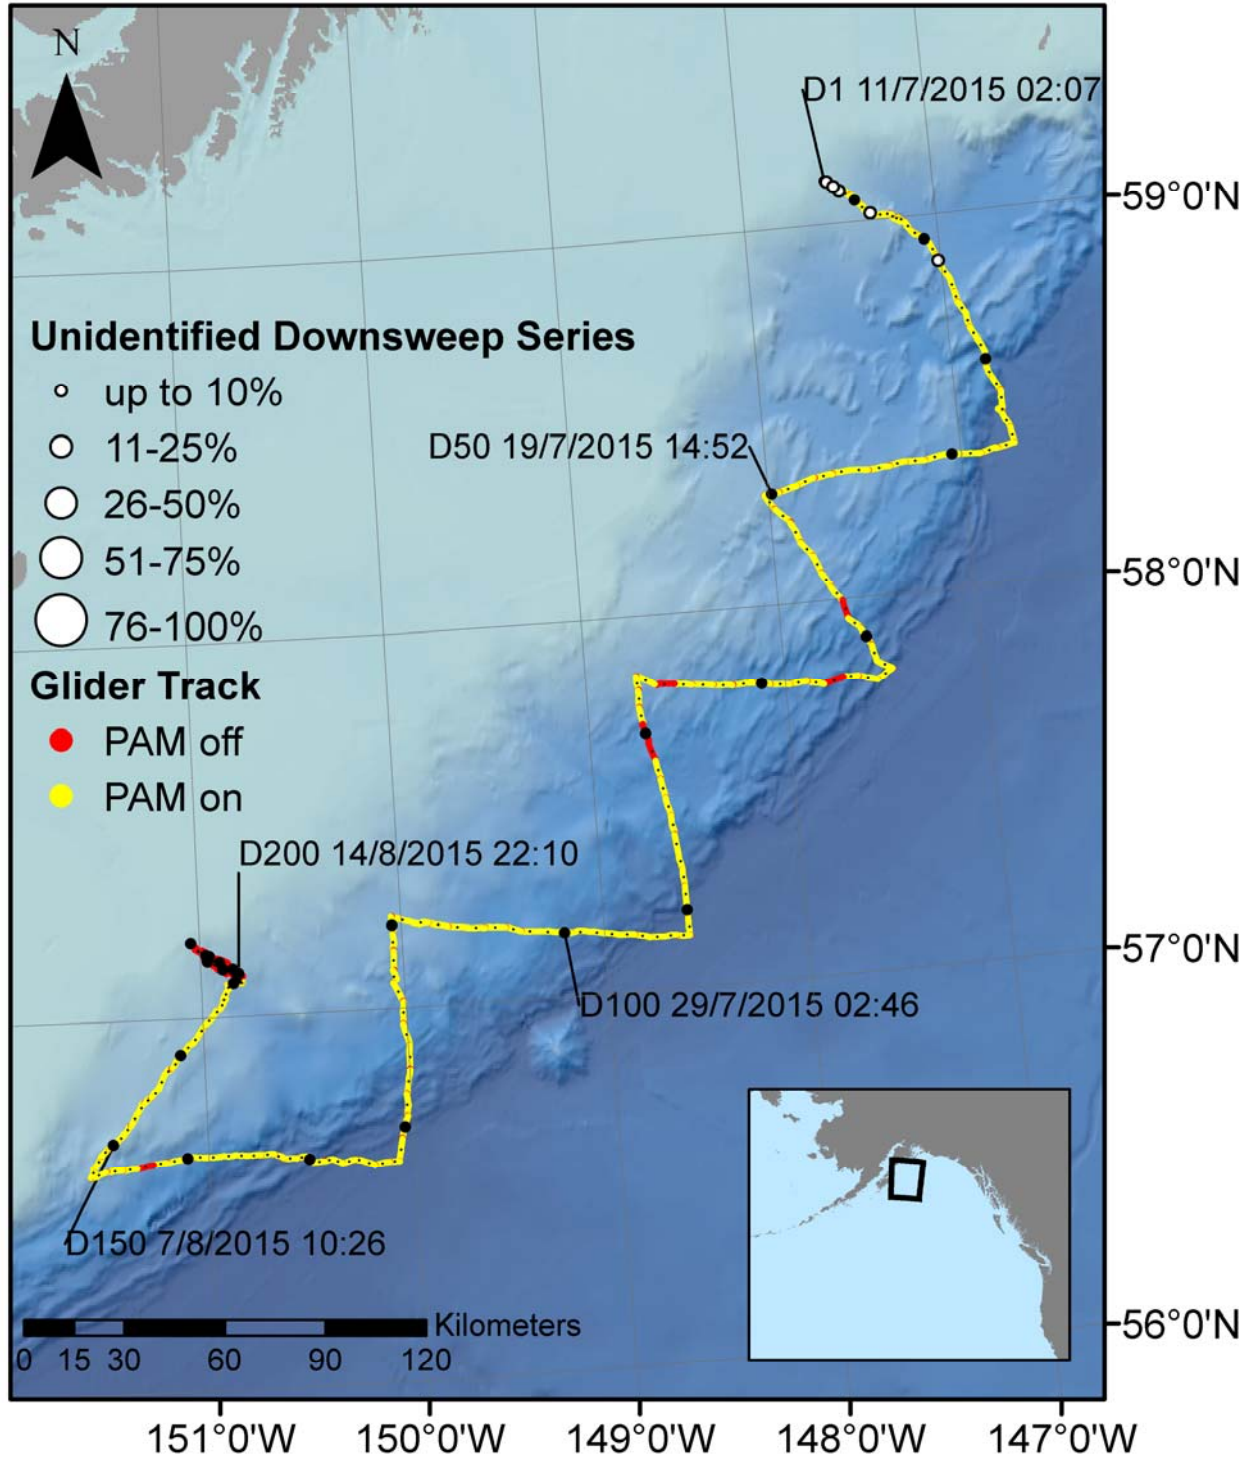 N
D1 11/7/2015 02:07
59°0'N
Unidentified Downsweep Series
up to 10%
11-25%
26-50%
51-75%
76-100%
D50 19/7/2015 14:52
58°0'N
Glider Track
PAM off
PAM on
D200 14/8/2015 22:10
57°0'N
D100 29/7/2015 02:46
D150 7/8/2015 10:26
Kilometers
0 15 30 60 90 120
56°0'N
151°0'W 150°0'W 149°0'W 148°0'W 147°0'W